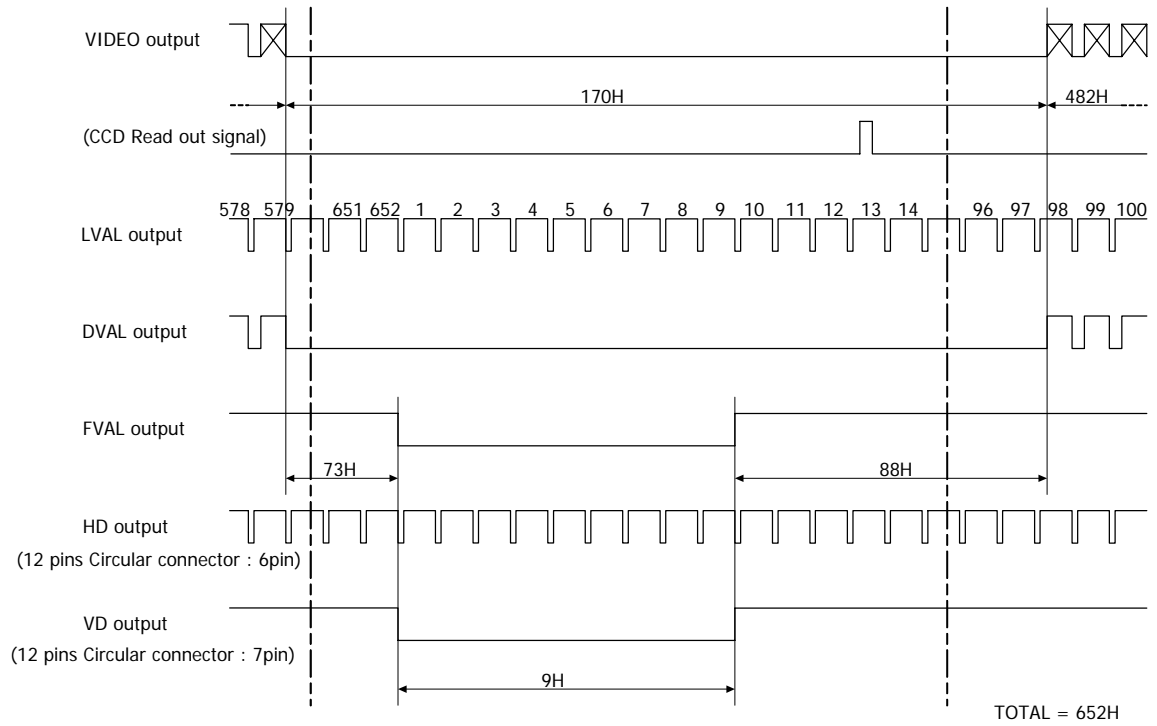 VIDEO output
170H
482H
(CCD Read out signal)
578 579 651 652 1 2 3 4 5 6 7 8 9 10 11 12 13 14 96 97 98 99 100
LVAL output
DVAL output
FVAL output
73H
88H
HD output
(12 pins Circular connector : 6pin)
VD output
(12 pins Circular connector : 7pin)
9H
TOTAL = 652H